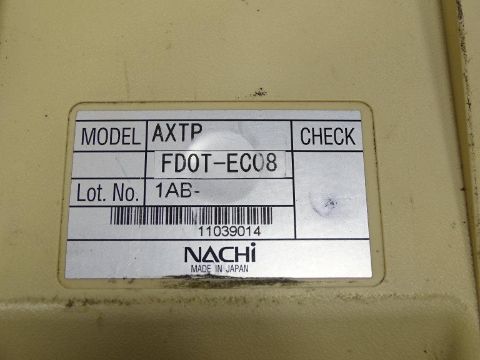 MODEL AXTP CHECK
FD0T-EC08
Lot. No. 1AB-
11039014
NACHi
MADE IN JAPAN